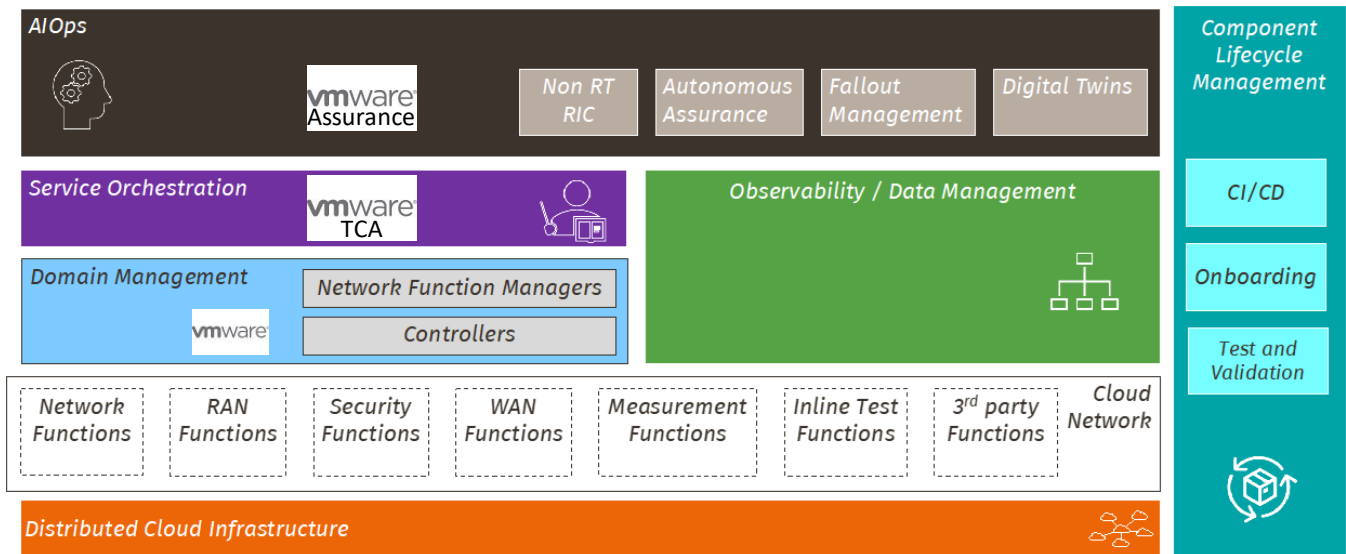 AIOps
vmware®
Assurance
Non RT
RIC
Autonomous
Assurance
Fallout
Management
Digital Twins
Component
Lifecycle
Management
Service Orchestration
vmware®
TCA
Observability / Data Management
CI/CD
Domain Management
vmware®
Network Function Managers
Controllers
Onboarding
Test and
Validation
Network
Functions
RAN
Functions
Security
Functions
WAN
Functions
Measurement
Functions
Inline Test
Functions
3rd party
Functions
Cloud
Network
Distributed Cloud Infrastructure